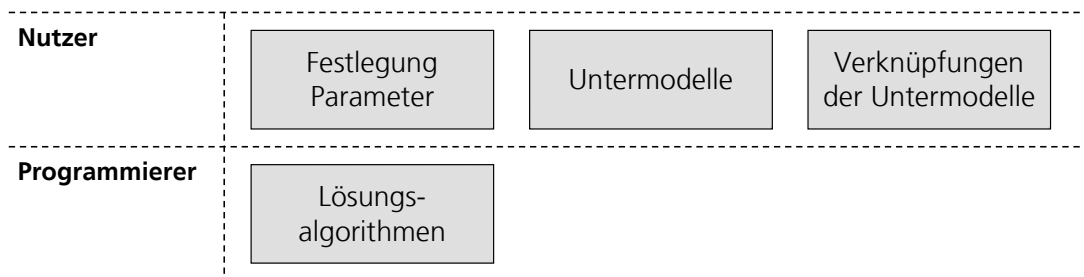 Nutzer
Festlegung
Parameter
Untermodelle
Verknüpfungen
der Untermodelle
Programmierer
Lösungs-
algorithmen